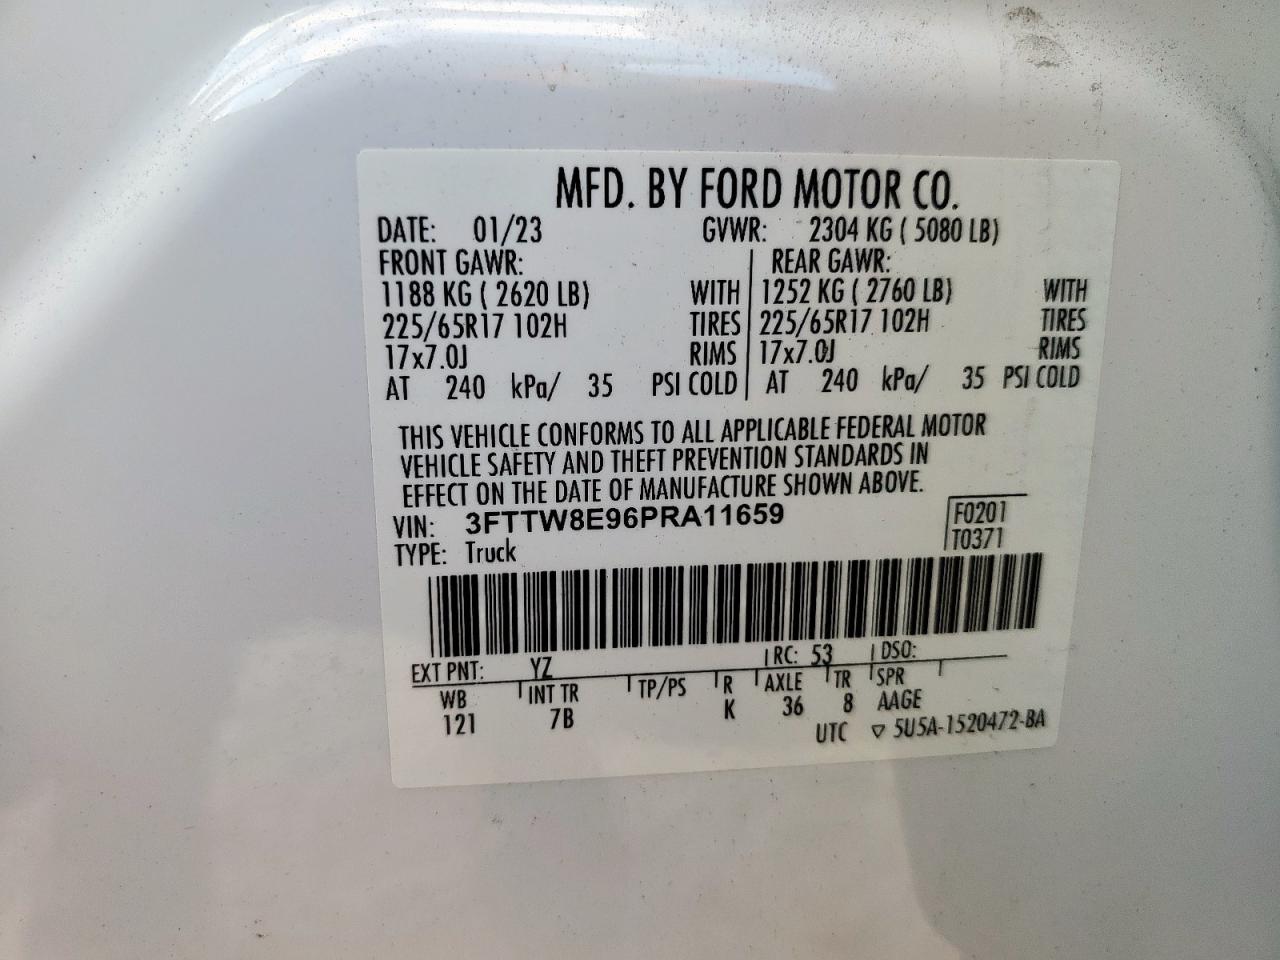 MFD. BY FORD MOTOR CO.
DATE: 01/23 GVWR: 2304 KG ( 5080 LB)
FRONT GAWR: REAR GAWR:
1188 KG ( 2620 LB) WITH 1252 KG ( 2760 LB) WITH
225/65R17 102H TIRES 225/65R17 102H TIRES
17x7.0J RIMS 17x7.0J RIMS
AT 240 kPa/ 35 PSI COLD AT 240 kPa/ 35 PSI COLD
THIS VEHICLE CONFORMS TO ALL APPLICABLE FEDERAL MOTOR
VEHICLE SAFETY AND THEFT PREVENTION STANDARDS IN
EFFECT ON THE DATE OF MANUFACTURE SHOWN ABOVE.
VIN: 3FTTW8E96PRA11659 F0201
TYPE: Truck T0371
EXT PNT: YZ RC: 53 DSO:
WB INT TR TP/PS R AXLE TR SPR
121 7B K 36 8 AAGE
UTC ▽ 5U5A-1520472-BA